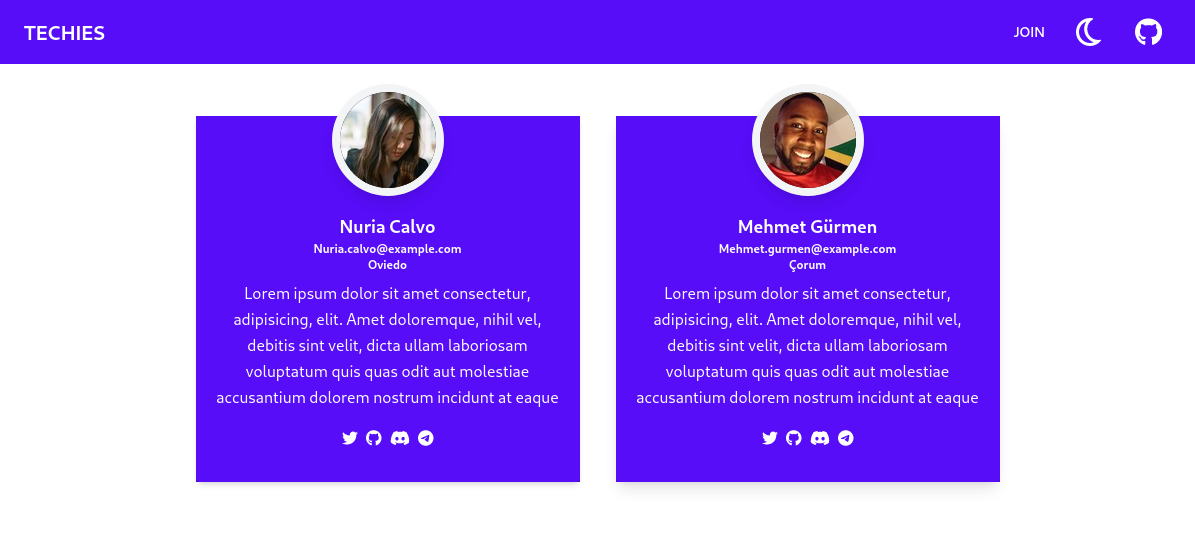 TECHIES
JOIN
Nuria Calvo
Nuria.calvo@example.com
Oviedo
Lorem ipsum dolor sit amet consectetur,
adipisicing, elit. Amet doloremque, nihil vel,
debitis sint velit, dicta ullam laboriosam
voluptatum quis quas odit aut molestiae
accusantium dolorem nostrum incidunt at eaque
Mehmet Gürmen
Mehmet.gurmen@example.com
Çorum
Lorem ipsum dolor sit amet consectetur,
adipisicing, elit. Amet doloremque, nihil vel,
debitis sint velit, dicta ullam laboriosam
voluptatum quis quas odit aut molestiae
accusantium dolorem nostrum incidunt at eaque